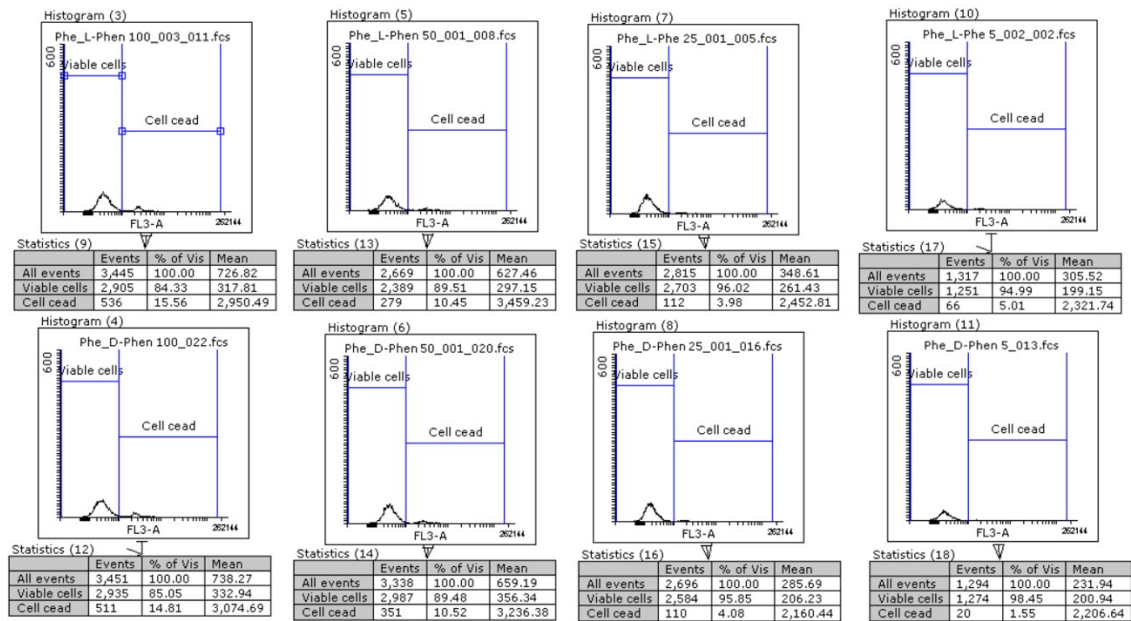 Histogram (3)
Phe_L-Phen 100_003_011.fcs
600
Viable cells
Cell cead
262144
FL3-A
Statistics (9)
Events % of Vis Mean
All events 3,445 100.00 726.82
Viable cells 2,905 84.33 317.81
Cell cead 536 15.56 2,950.49
Histogram (5)
Phe_L-Phen 50_001_008.fcs
600
Viable cells
Cell cead
262144
FL3-A
Statistics (13)
Events % of Vis Mean
All events 2,669 100.00 627.46
Viable cells 2,389 89.51 297.15
Cell cead 279 10.45 3,459.23
Histogram (7)
Phe_L-Phe 25_001_005.fcs
600
Viable cells
Cell cead
262144
FL3-A
Statistics (15)
Events % of Vis Mean
All events 2,815 100.00 348.61
Viable cells 2,703 96.02 261.43
Cell cead 112 3.98 2,452.81
Histogram (10)
Phe_L-Phe 5_002_002.fcs
600
Viable cells
Cell cead
262144
FL3-A
Statistics (17)
Events % of Vis Mean
All events 1,317 100.00 305.52
Viable cells 1,251 94.99 199.15
Cell cead 66 5.01 2,321.74
Histogram (4)
Phe_D-Phen 100_022.fcs
600
Viable cells
Cell cead
262144
FL3-A
Statistics (12)
Events % of Vis Mean
All events 3,451 100.00 738.27
Viable cells 2,935 85.05 332.94
Cell cead 511 14.81 3,074.69
Histogram (6)
Phe_D-Phen 50_001_020.fcs
600
Viable cells
Cell cead
262144
FL3-A
Statistics (14)
Events % of Vis Mean
All events 3,338 100.00 659.19
Viable cells 2,987 89.48 356.34
Cell cead 351 10.52 3,236.38
Histogram (8)
Phe_D-Phen 25_001_016.fcs
600
Viable cells
Cell cead
262144
FL3-A
Statistics (16)
Events % of Vis Mean
All events 2,696 100.00 285.69
Viable cells 2,584 95.85 206.23
Cell cead 110 4.08 2,160.44
Histogram (11)
Phe_D-Phen 5_013.fcs
600
Viable cells
Cell cead
262144
FL3-A
Statistics (18)
Events % of Vis Mean
All events 1,294 100.00 231.94
Viable cells 1,274 98.45 200.94
Cell cead 20 1.55 2,206.64